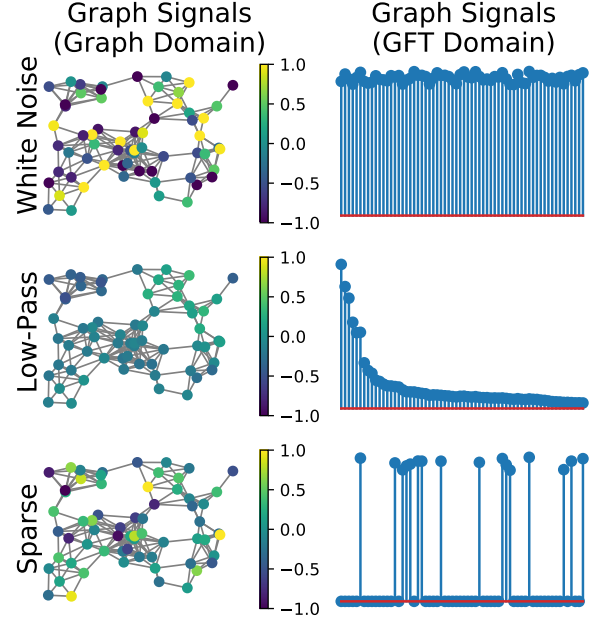 Graph Signals
(Graph Domain)
Graph Signals
(GFT Domain)
White Noise
1.0
0.5
0.0
−0.5
−1.0
Low-Pass
1.0
0.5
0.0
−0.5
−1.0
Sparse
1.0
0.5
0.0
−0.5
−1.0